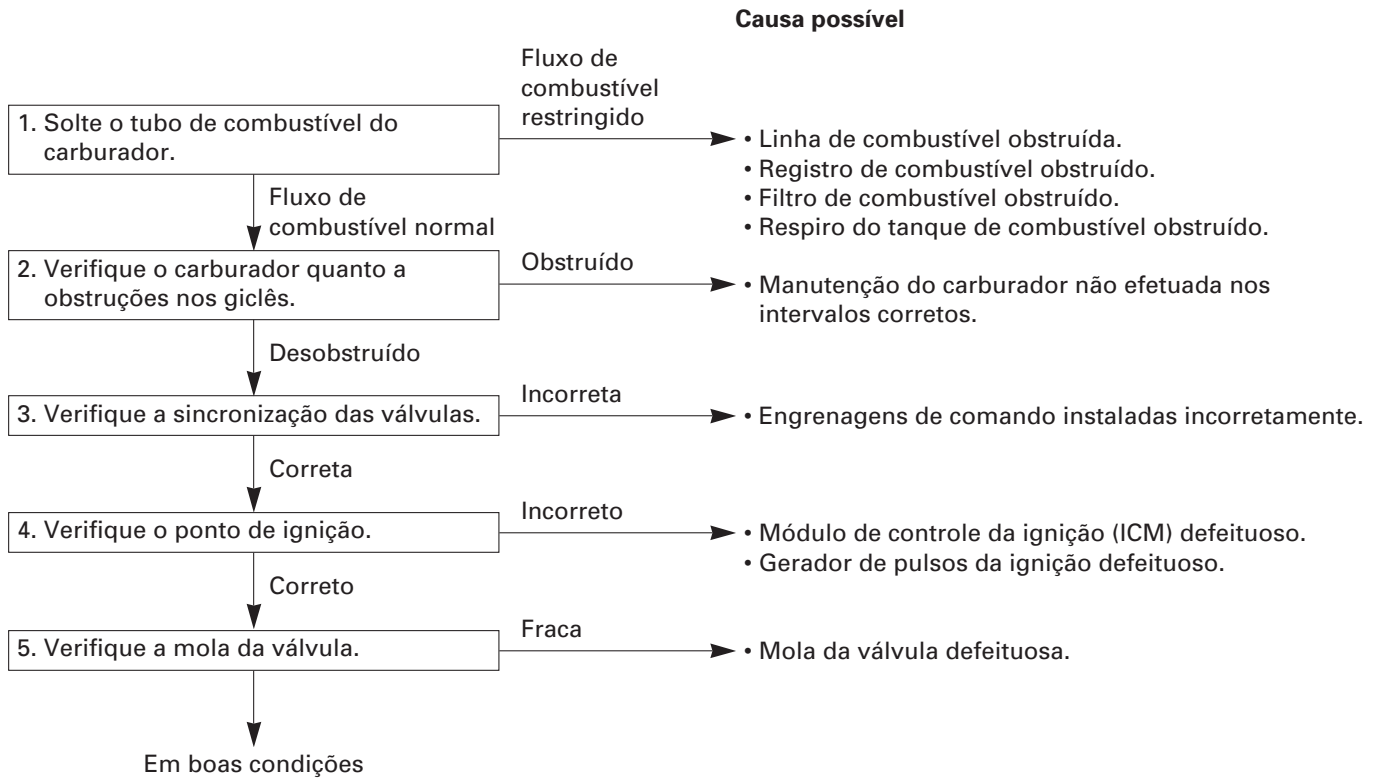 Causa possível
Fluxo de
combustível
restringido
1. Solte o tubo de combustível do
carburador.
• Linha de combustível obstruída.
• Registro de combustível obstruído.
• Filtro de combustível obstruído.
• Respiro do tanque de combustível obstruído.
Fluxo de
combustível normal
2. Verifique o carburador quanto a
obstruções nos giclês.
Obstruído
• Manutenção do carburador não efetuada nos
intervalos corretos.
Desobstruído
3. Verifique a sincronização das válvulas.
Incorreta
• Engrenagens de comando instaladas incorretamente.
Correta
4. Verifique o ponto de ignição.
Incorreto
• Módulo de controle da ignição (ICM) defeituoso.
• Gerador de pulsos da ignição defeituoso.
Correto
5. Verifique a mola da válvula.
Fraca
• Mola da válvula defeituosa.
Em boas condições